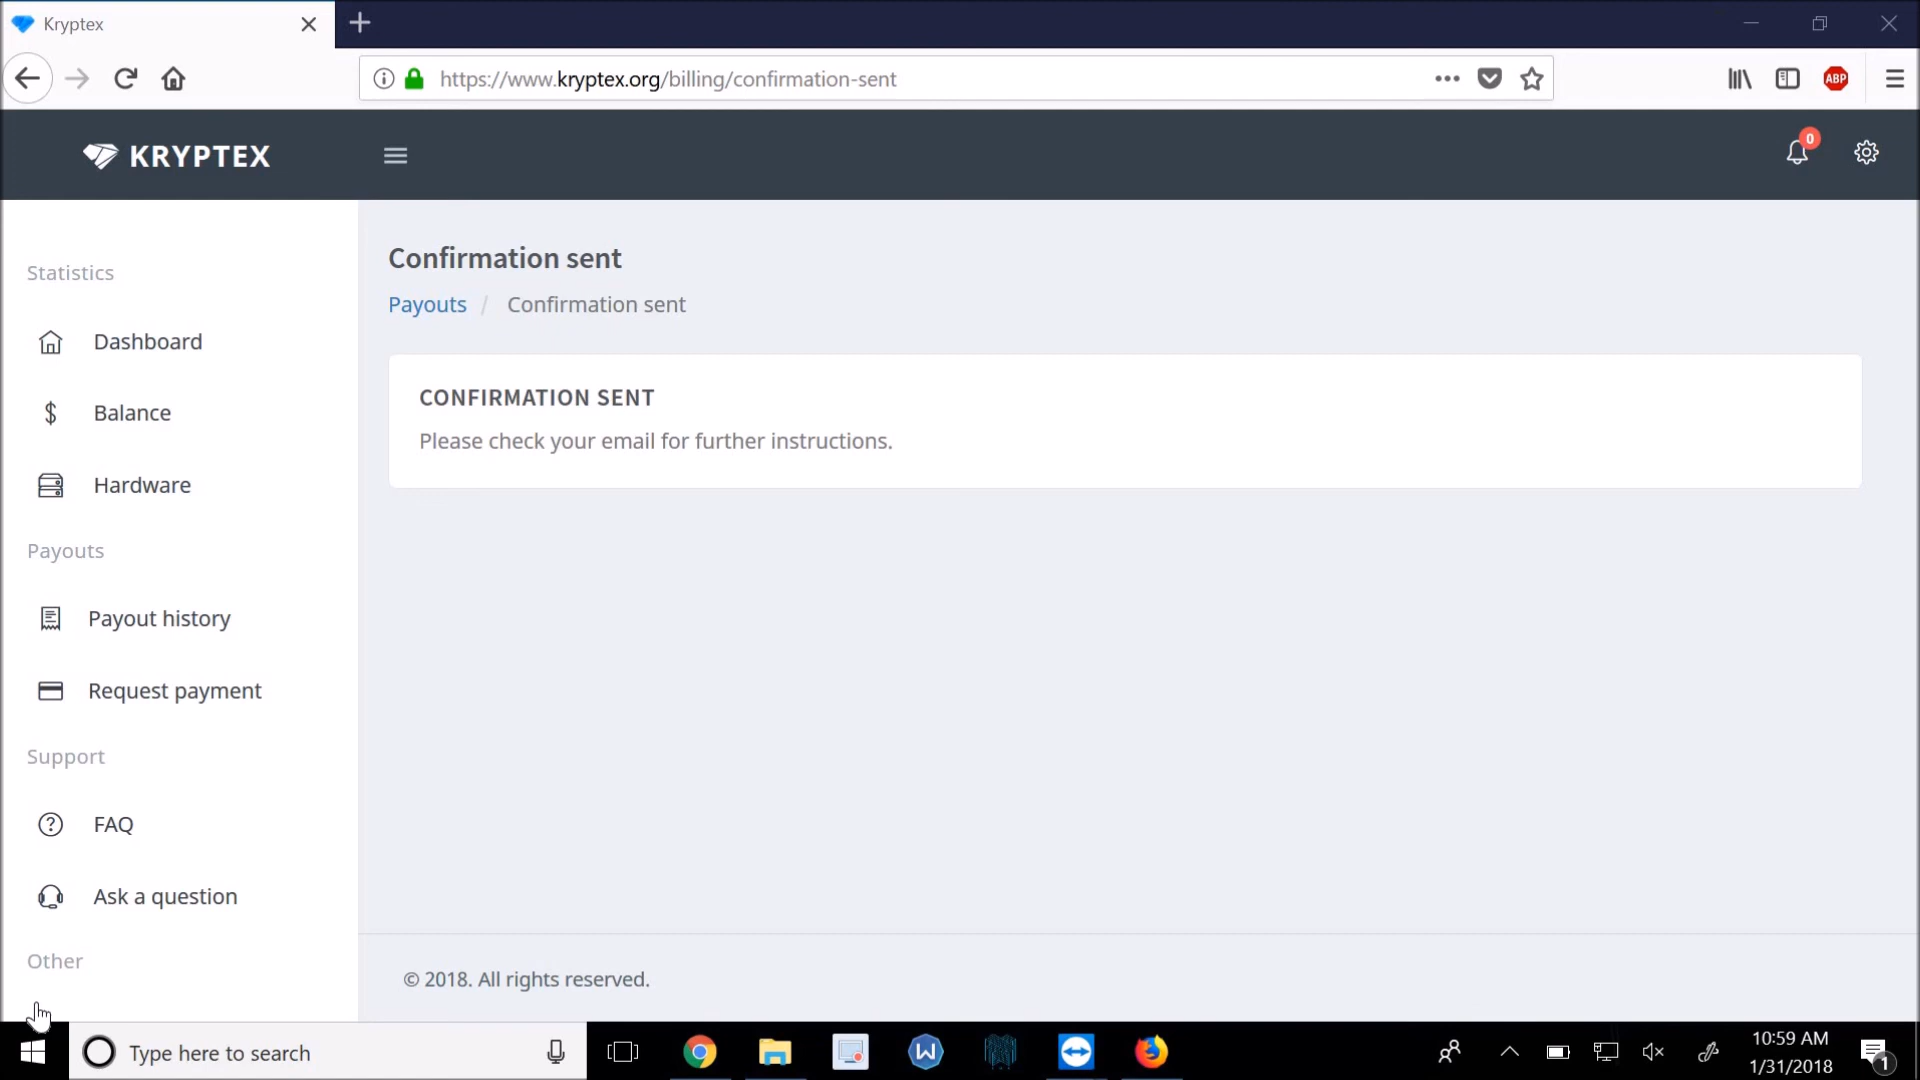 Kryptex
https://www.kryptex.org/billing/confirmation-sent
ABP
KRYPTEX
0
Statistics
Dashboard
Balance
Hardware
Payouts
Payout history
Request payment
Support
FAQ
Ask a question
Other
Confirmation sent
Payouts / Confirmation sent
CONFIRMATION SENT
Please check your email for further instructions.
© 2018. All rights reserved.
Type here to search
W
10:59 AM
1/31/2018
1